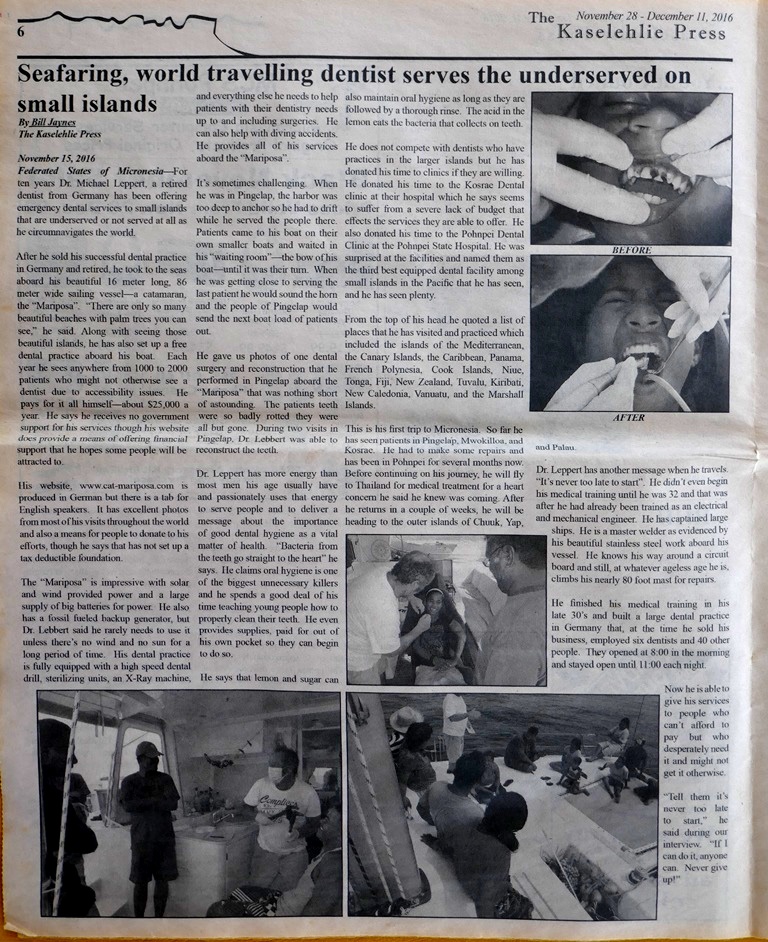 6
The
November 28 - December 11, 2016
Kaselehlie Press
Seafaring, world travelling dentist serves the underserved on
small islands
By Bill Jaynes
The Kaselehlie Press
November 15, 2016
Federated States of Micronesia—For
ten years Dr. Michael Leppert, a retired
dentist from Germany has been offering
emergency dental services to small islands
that are underserved or not served at all as
he circumnavigates the world.
After he sold his successful dental practice
in Germany and retired, he took to the seas
aboard his beautiful 16 meter long, 86
meter wide sailing vessel—a catamaran,
the “Mariposa”. “There are only so many
beautiful beaches with palm trees you can
see,” he said. Along with seeing those
beautiful islands, he has also set up a free
dental practice aboard his boat. Each
year he sees anywhere from 1000 to 2000
patients who might not otherwise see a
dentist due to accessibility issues. He
pays for it all himself—about $25,000 a
year. He says he receives no government
support for his services though his website
does provide a means of offering financial
support that he hopes some people will be
attracted to.
His website, www.cat-mariposa.com is
produced in German but there is a tab for
English speakers. It has excellent photos
from most of his visits throughout the world
and also a means for people to donate to his
efforts, though he says that has not set up a
tax deductible foundation.
The “Mariposa” is impressive with solar
and wind provided power and a large
supply of big batteries for power. He also
has a fossil fueled backup generator, but
Dr. Lebbert said he rarely needs to use it
unless there’s no wind and no sun for a
long period of time. His dental practice
is fully equipped with a high speed dental
drill, sterilizing units, an X-Ray machine,
and everything else he needs to help
patients with their dentistry needs
up to and including surgeries. He
can also help with diving accidents.
He provides all of his services
aboard the “Mariposa”.
It’s sometimes challenging. When
he was in Pingelap, the harbor was
too deep to anchor so he had to drift
while he served the people there.
Patients came to his boat on their
own smaller boats and waited in
his “waiting room”—the bow of his
boat—until it was their turn. When
he was getting close to serving the
last patient he would sound the horn
and the people of Pingelap would
send the next boat load of patients
out.
He gave us photos of one dental
surgery and reconstruction that he
performed in Pingelap aboard the
“Mariposa” that was nothing short
of astounding. The patients teeth
were so badly rotted they were
all but gone. During two visits in
Pingelap, Dr. Lebbert was able to
reconstruct the teeth.
Dr. Leppert has more energy than
most men his age usually have
and passionately uses that energy
to serve people and to deliver a
message about the importance
of good dental hygiene as a vital
matter of health. “Bacteria from
the teeth go straight to the heart” he
says. He claims oral hygiene is one
of the biggest unnecessary killers
and he spends a good deal of his
time teaching young people how to
properly clean their teeth. He even
provides supplies, paid for out of
his own pocket so they can begin
to do so.
He says that lemon and sugar can
also maintain oral hygiene as long as they are
followed by a thorough rinse. The acid in the
lemon eats the bacteria that collects on teeth.
He does not compete with dentists who have
practices in the larger islands but he has
donated his time to clinics if they are willing.
He donated his time to the Kosrae Dental
clinic at their hospital which he says seems
to suffer from a severe lack of budget that
effects the services they are able to offer. He
also donated his time to the Pohnpei Dental
Clinic at the Pohnpei State Hospital. He was
surprised at the facilities and named them as
the third best equipped dental facility among
small islands in the Pacific that he has seen,
and he has seen plenty.
From the top of his head he quoted a list of
places that he has visited and practiced which
included the islands of the Mediterranean,
the Canary Islands, the Caribbean, Panama,
French Polynesia, Cook Islands, Niue,
Tonga, Fiji, New Zealand, Tuvalu, Kiribati,
New Caledonia, Vanuatu, and the Marshall
Islands.
This is his first trip to Micronesia. So far he
has seen patients in Pingelap, Mwokilloa, and
Kosrae. He had to make some repairs and
has been in Pohnpei for several months now.
Before continuing on his journey, he will fly
to Thailand for medical treatment for a heart
concern he said he knew was coming. After
he returns in a couple of weeks, he will be
heading to the outer islands of Chuuk, Yap,
BEFORE
AFTER
and Palau.
Dr. Leppert has another message when he travels.
“It’s never too late to start”. He didn’t even begin
his medical training until he was 32 and that was
after he had already been trained as an electrical
and mechanical engineer. He has captained large
ships. He is a master welder as evidenced by
his beautiful stainless steel work aboard his
vessel. He knows his way around a circuit
board and still, at whatever ageless age he is,
climbs his nearly 80 foot mast for repairs.
He finished his medical training in his
late 30’s and built a large dental practice
in Germany that, at the time he sold his
business, employed six dentists and 40 other
people. They opened at 8:00 in the morning
and stayed open until 11:00 each night.
Now he is able to
give his services
to people who
can’t afford to
pay but who
desperately need
it and might not
get it otherwise.
“Tell them it’s
never too late
to start,” he
said during our
interview. “If I
can do it, anyone
can. Never give
up!”